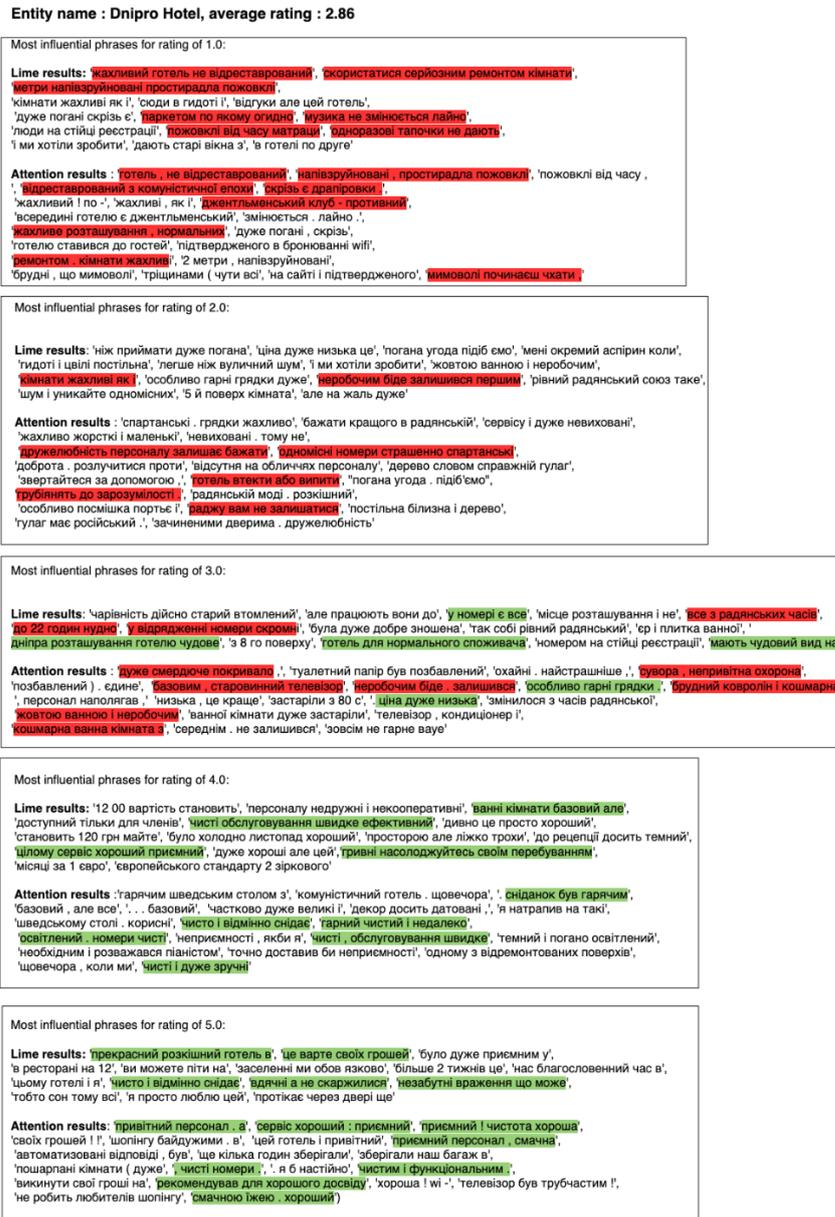 Entity name : Dnipro Hotel, average rating : 2.86
Most influential phrases for rating of 1.0:
Lime results: 'жахливий готель не відреставрований', 'скористатися серйозним ремонтом кімнати',
'метри напівзруйновані простирадла пожовклі',
'кімнати жахливі як і', 'сюди в гидоті і', 'відгуки але цей готель',
'дуже погані скрізь є', 'паркетом по якому огидно', 'музика не змінюється лайно',
'люди на стійці реєстрації', 'пожовклі від часу матраци', 'одноразові тапочки не дають',
'і ми хотіли зробити', 'дають старі вікна з', 'в готелі по друге'
Attention results : 'готель , не відреставрований', 'напівзруйновані , простирадла пожовклі', 'пожовклі від часу ,
', 'відреставрований з комуністичної епохи', 'скрізь є драпіровки .',
'жахливий ! по -', 'жахливі , як і', 'джентльменський клуб - противний',
'всередині готелю є джентльменський', 'змінюється . лайно .',
'жахливе розташування , нормальних', 'дуже погані , скрізь',
'готелю ставився до гостей', 'підтвердженого в бронюванні wifi',
'ремонтом . кімнати жахливі', '2 метри , напівзруйновані',
'брудні , що мимоволі', 'тріщинами ( чути всі', 'на сайті і підтвердженого', 'мимоволі починаєш чхати ,'
Most influential phrases for rating of 2.0:
Lime results: 'ніж приймати дуже погана', 'ціна дуже низька це', 'погана угода підіб ємо', 'мені окремий аспірин коли',
'гидоті і цвілі постільна', 'легше ніж вуличний шум', 'і ми хотіли зробити', 'жовтою ванною і неробочим',
'кімнати жахливі як і', 'особливо гарні грядки дуже', 'неробочим біде залишився першим', 'рівний радянський союз таке',
'шум і уникайте одномісних', '5 й поверх кімната', 'але на жаль дуже'
Attention results : 'спартанські . грядки жахливо', 'бажати кращого в радянській', 'сервісу і дуже невиховані',
'жахливо жорсткі и маленькі', 'невиховані . тому не',
'дружелюбність персоналу залишає бажати', 'одномісні номери страшенно спартанські',
'доброта . розлучитися проти', 'відсутня на обличчях персоналу', 'дерево словом справжній гулаг',
'звертайтеся за допомогою ,', 'готель втекти або випити', "погана угода . підіб'ємо",
'грубіянять до зарозумілості .', 'радянській моді . розкішний',
'особливо посмішка портьє і', 'раджу вам не залишатися', 'постільна білизна і дерево',
'гулаг має російський .', 'зачиненими дверима . дружелюбність'
Most influential phrases for rating of 3.0:
Lime results: 'чарівність дійсно старий втомлений', 'але працюють вони до', 'у номері є все', 'місце розташування і не', 'все з радянських часів',
'до 22 годин нудно', 'у відрядженні номери скромні', 'була дуже добре зношена', 'так собі рівний радянський', 'єр і плитка ванної', '
дніпра розташування готелю чудове', 'з 8 го поверху', 'готель для нормального споживача', 'номером на стійці реєстрації', 'мають чудовий вид на
Attention results : 'дуже смердюче покривало ,', 'туалетний папір був позбавлений', 'охайні . найстрашніше ,', 'сувора , непривітна охорона',
'позбавлений ) . єдине', 'базовим , старовинний телевізор', 'неробочим біде . залишився', 'особливо гарні грядки ,', 'брудний ковролін і кошмарна
', персонал наполягав ,' 'низька , це краще', 'застаріли з 80 с', '. ціна дуже низька', 'змінилося з часів радянської',
'жовтою ванною і неробочим', 'ванної кімнати дуже застаріли', 'телевізор , кондиціонер і',
'кошмарна ванна кімната з', 'середнім . не залишився', 'зовсім не гарне вауе'
Most influential phrases for rating of 4.0:
Lime results: '12 00 вартість становить', 'персоналу недружні і некооперативні', 'ванні кімнати базовий але',
'доступний тільки для членів', 'чисті обслуговування швидке ефективний', 'дивно це просто хороший',
'становить 120 грн майте', 'було холодно листопад хороший', 'просторою але ліжко трохи', 'до рецепції досить темний',
'цілому сервіс хороший приємний', 'дуже хороші але цей','гривні насолоджуйтесь своїм перебуванням',
'місяці за 1 євро', 'європейського стандарту 2 зіркового'
Attention results :'гарячим шведським столом з', 'комуністичний готель . щовечора', '. сніданок був гарячим',
'базовий , але все', '. . . базовий', 'частково дуже великі і', 'декор досить датовані ,', 'я натрапив на такі',
'шведському столі . корисні', 'чисто і відмінно снідає', 'гарний чистий і недалеко',
'освітлений . номери чисті', 'неприємності , якби я', 'чисті , обслуговування швидке', 'темний і погано освітлений',
'необхідним і розважався піаністом', 'точно доставив би неприємності', 'одному з відремонтованих поверхів',
'щовечора , коли ми', 'чисті і дуже зручні'
Most influential phrases for rating of 5.0:
Lime results: 'прекрасний розкішний готель в', 'це варте своїх грошей', 'було дуже приємним у',
'в ресторані на 12', 'ви можете піти на', 'заселенні ми обов язково', 'більше 2 тижнів це', 'нас благословенний час в',
'цьому готелі і я', 'чисто і відмінно снідає', 'вдячні а не скаржилися', 'незабутні враження що може',
'тобто сон тому всі', 'я просто люблю цей', 'протікає через двері ще'
Attention results: 'привітний персонал . а', 'сервіс хороший : приємний', 'приємний ! чистота хороша',
'своїх грошей ! !', 'шопінгу байдужими . в', 'цей готель і привітний', 'приємний персонал , смачна',
'автоматизовані відповіді , був', 'ще кілька годин зберігали', 'зберігали наш багаж в',
'пошарпані кімнати ( дуже', ', чисті номери .', '. я б настійно', 'чистим і функціональним .',
'викинути свої гроші на', 'рекомендував для хорошого досвіду', 'хороша ! wi -', 'телевізор був трубчастим !',
'не робить любителів шопінгу', 'смачною їжею . хороший')